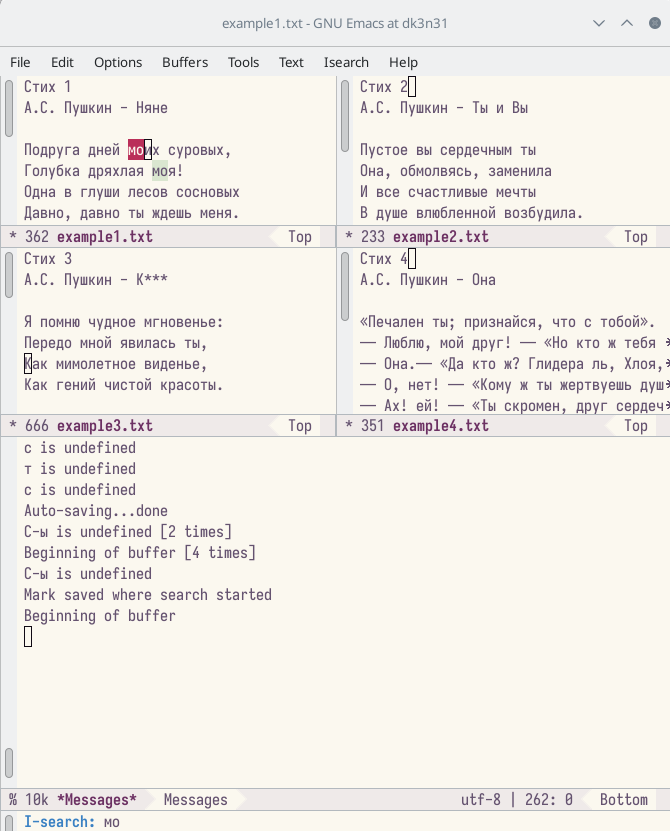 example1.txt - GNU Emacs at dk3n31
File Edit Options Buffers Tools Text Isearch Help
Стих 1
А.С. Пушкин - Няне
Подруга дней моих суровых,
Голубка дряхлая моя!
Одна в глуши лесов сосновых
Давно, давно ты ждешь меня.
* 362 example1.txt Top
Стих 2
А.С. Пушкин - Ты и Вы
Пустое вы сердечным ты
Она, обмолвясь, заменила
И все счастливые мечты
В душе влюбленной возбудила.
* 233 example2.txt Top
Стих 3
А.С. Пушкин - К***
Я помню чудное мгновенье:
Передо мной явилась ты,
Как мимолетное виденье,
Как гений чистой красоты.
* 666 example3.txt Top
Стих 4
А.С. Пушкин - Она
«Печален ты; признайся, что с тобой».
—— Люблю, мой друг! —— «Но кто ж тебя
—— Она.—— «Да кто ж? Глицера ль, Хлоя,
—— О, нет! —— «Кому ж ты жертвуешь душ
—— Ах! ей! —— «Ты скромен, друг сердеч
* 351 example4.txt Top
с is undefined
т is undefined
с is undefined
Auto-saving...done
C-ы is undefined [2 times]
Beginning of buffer [4 times]
C-ы is undefined
Mark saved where search started
Beginning of buffer
% 10k *Messages* Messages utf-8 | 262: 0 Bottom
I-search: мо